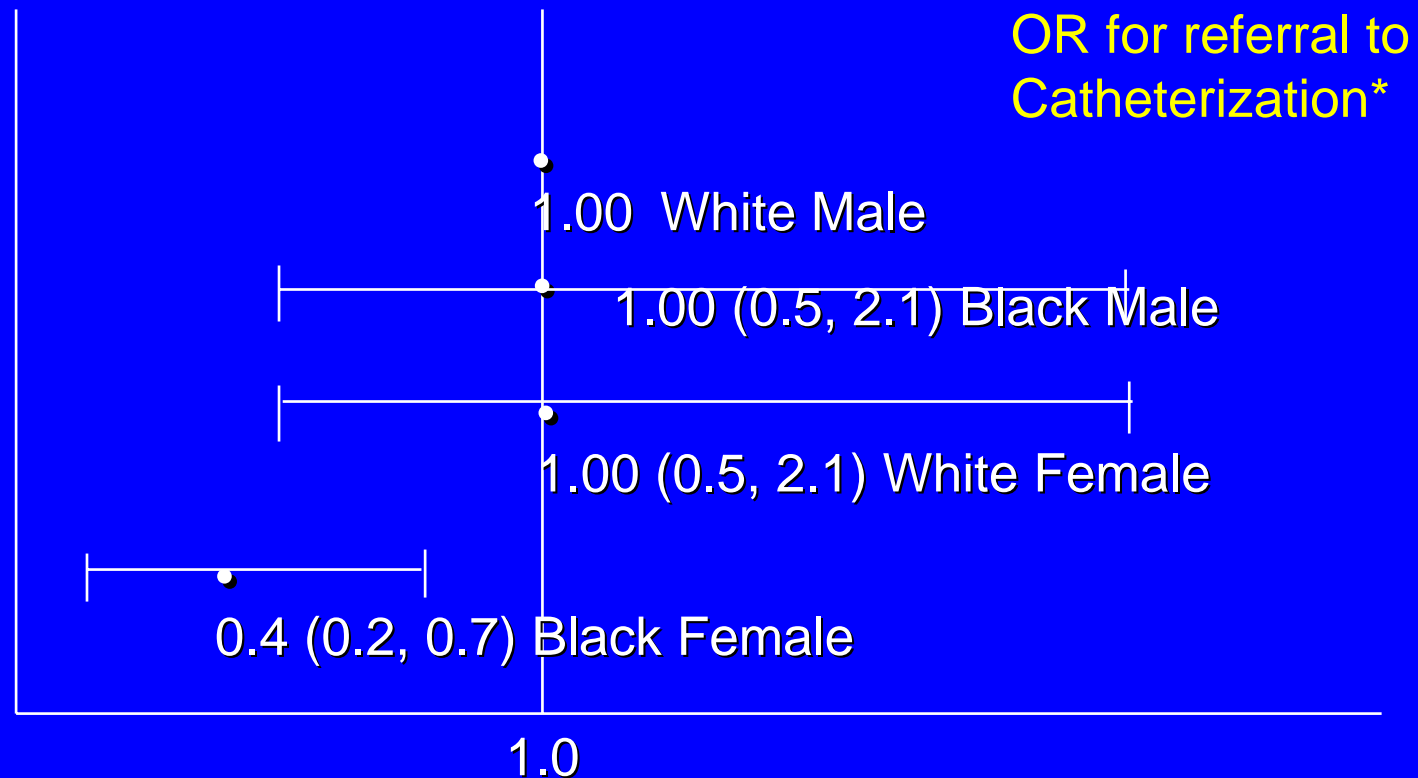 OR for referral to
Catheterization*
1.00 White Male
1.00 (0.5, 2.1) Black Male
1.00 (0.5, 2.1) White Female
0.4 (0.2, 0.7) Black Female
1.0